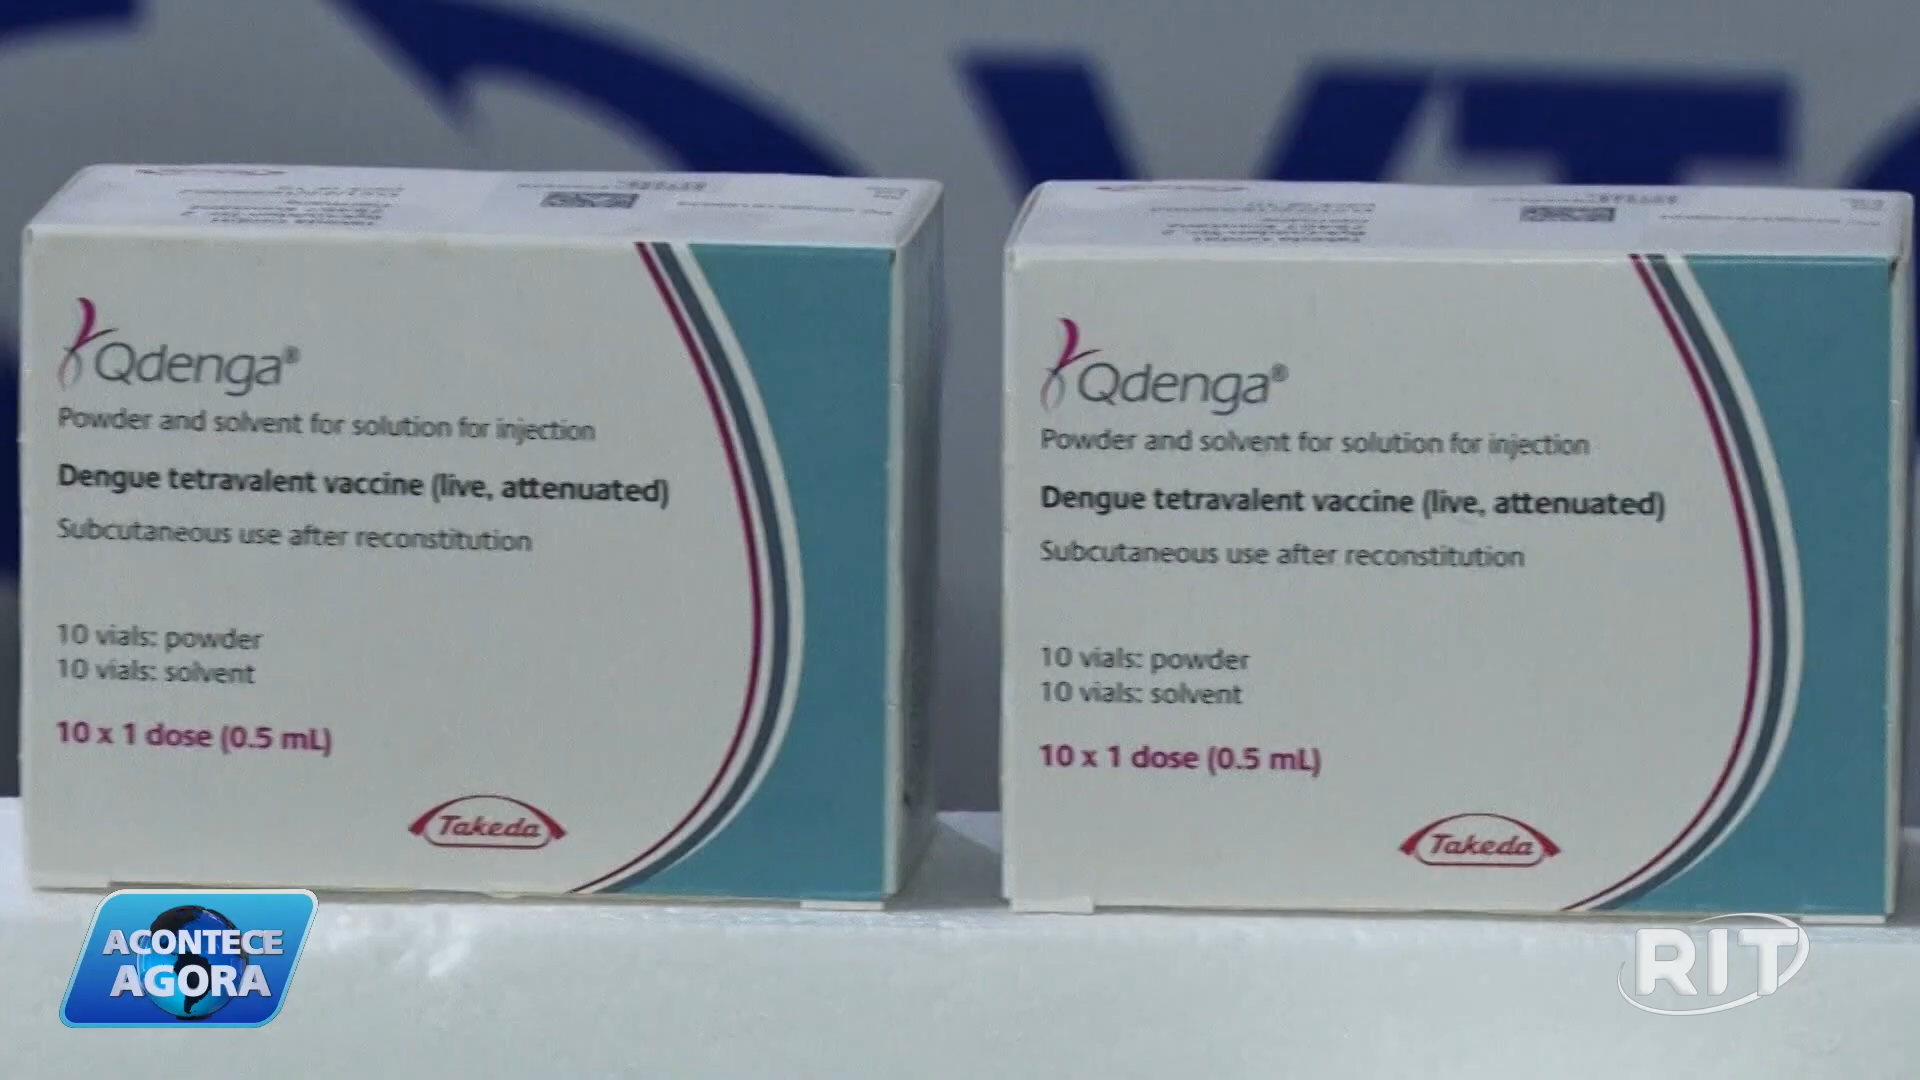 Qdenga®
Powder and solvent for solution for injection
Dengue tetravalent vaccine (live, attenuated)
Subcutaneous use after reconstitution
10 vials: powder
10 vials: solvent
10 x 1 dose (0.5 mL)
Takeda
Qdenga®
Powder and solvent for solution for injection
Dengue tetravalent vaccine (live, attenuated)
Subcutaneous use after reconstitution
10 vials: powder
10 vials: solvent
10 x 1 dose (0.5 mL)
Takeda
ACONTECE
AGORA
RIT